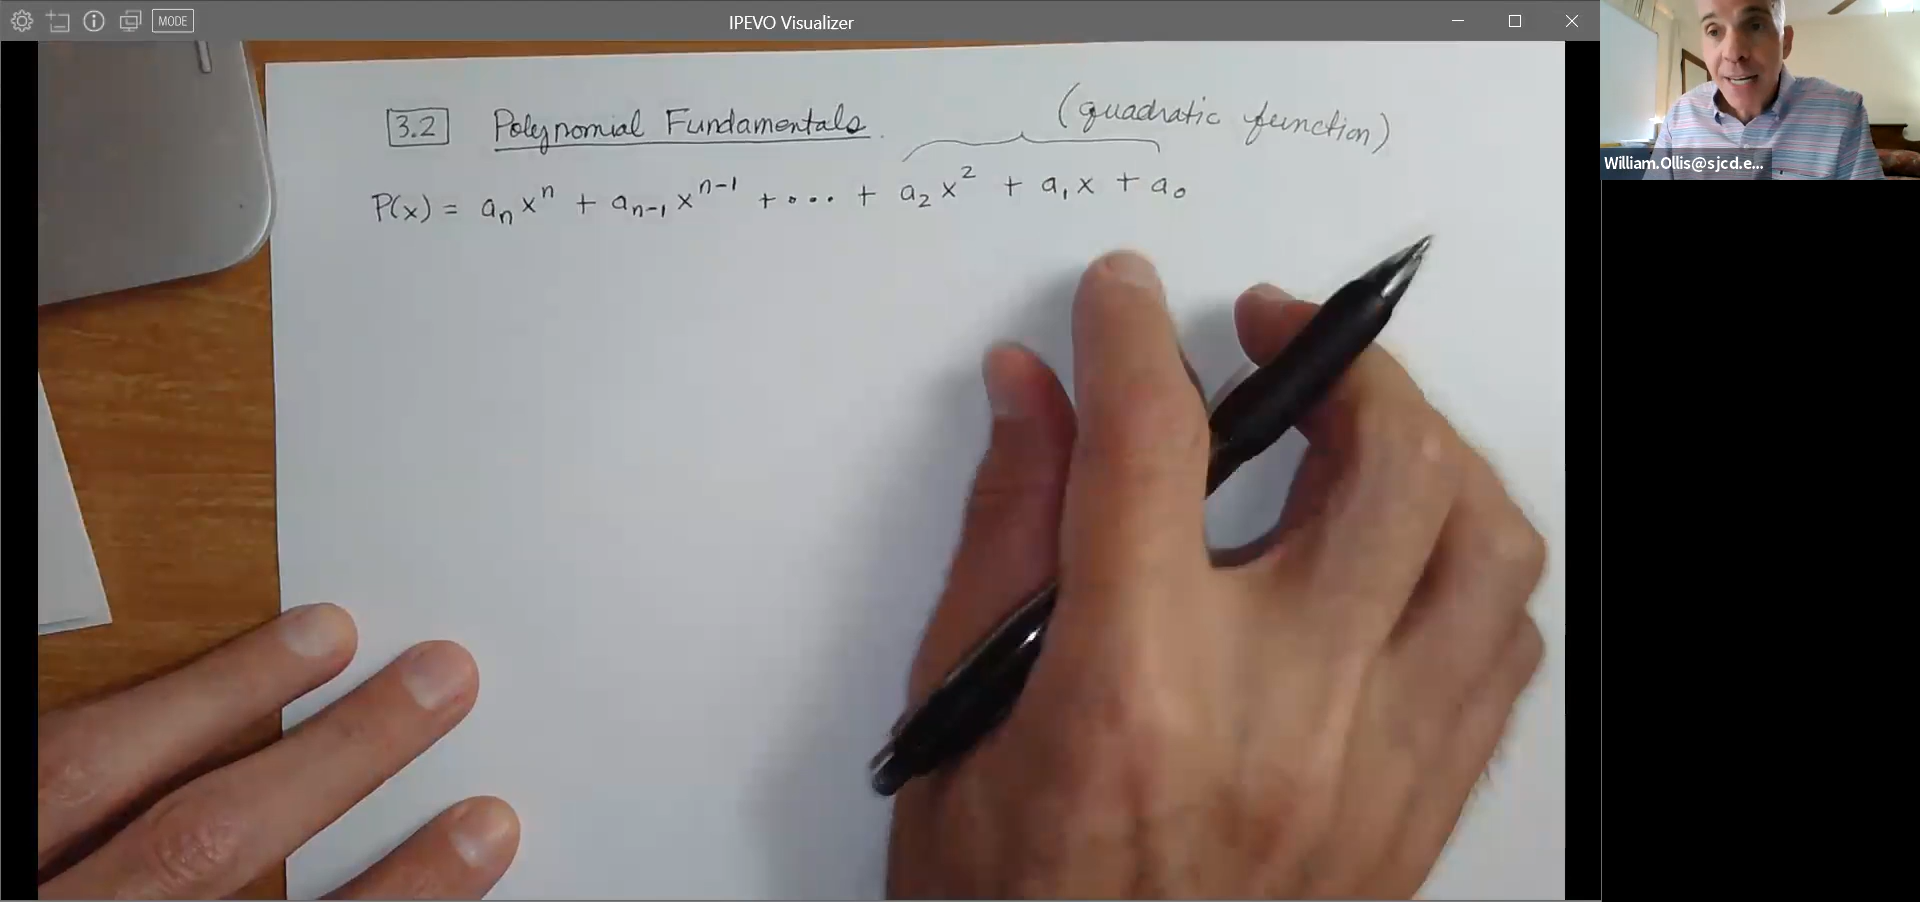 MODE
IPEVO Visualizer
3.2 Polynomial Fundamentals.
(quadratic function)
P(x) = aₙxⁿ + aₙ₋₁xⁿ⁻¹ + ... + a₂x² + a₁x + a₀
William.Ollis@sjcd.e...